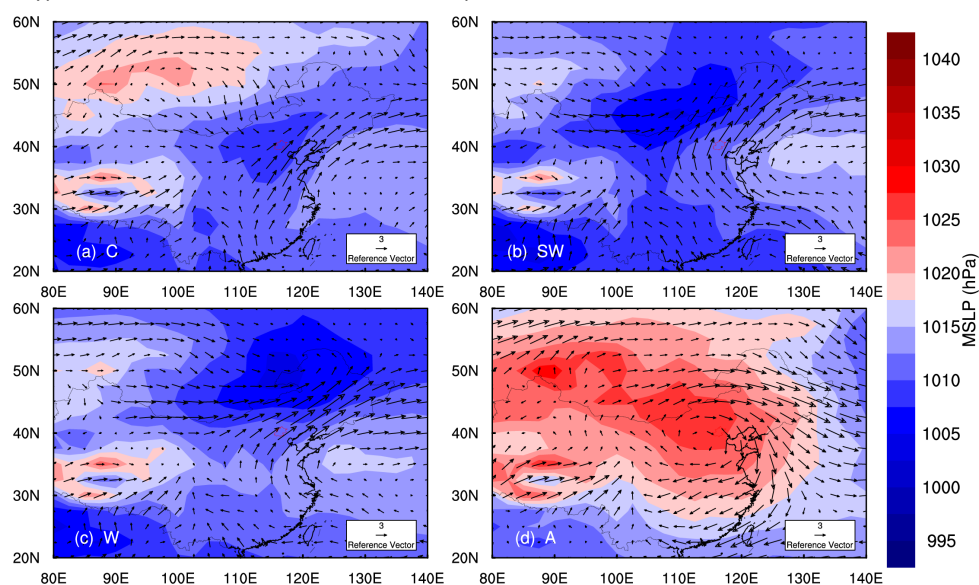 60N
50N
40N
30N
20N
(a) C
3
Reference Vector
80E 90E 100E 110E 120E 130E 140E
60N
50N
40N
30N
20N
(b) SW
3
Reference Vector
80E 90E 100E 110E 120E 130E 140E
60N
50N
40N
30N
20N
(c) W
3
Reference Vector
80E 90E 100E 110E 120E 130E 140E
60N
50N
40N
30N
20N
(d) A
3
Reference Vector
80E 90E 100E 110E 120E 130E 140E
1040
1035
1030
1025
1020
1015
1010
1005
1000
995
MSLP (hPa)